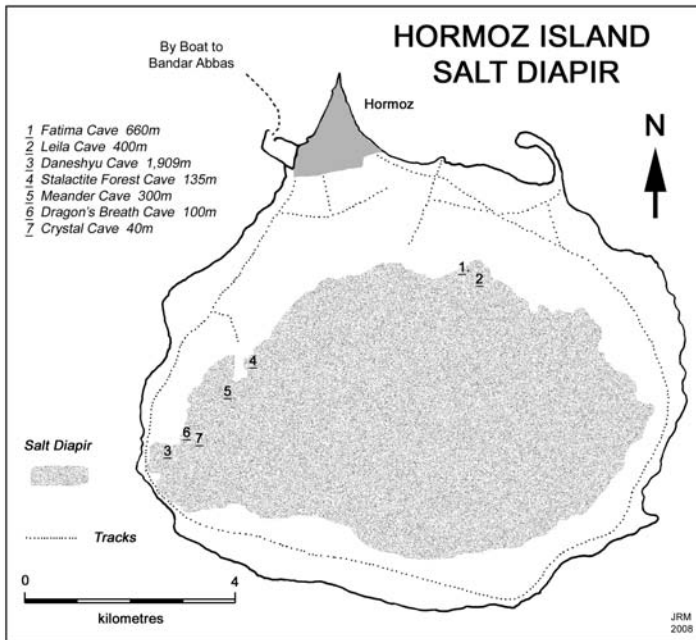 HORMOZ ISLAND
SALT DIAPIR
By Boat to
Bandar Abbas
Hormoz
N
1 Fatima Cave 660m
2 Leila Cave 400m
3 Daneshyu Cave 1,909m
4 Stalactite Forest Cave 135m
5 Meander Cave 300m
6 Dragon's Breath Cave 100m
7 Crystal Cave 40m
1
2
4
5
6
7
3
Salt Diapir
Tracks
0 4
kilometres
JRM
2008